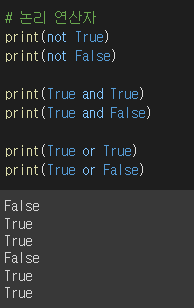 # 논리 연산자
print(not True)
print(not False)

print(True and True)
print(True and False)

print(True or True)
print(True or False)

False
True
True
False
True
True